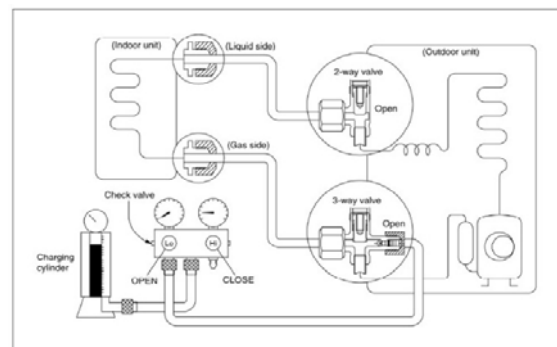 (Indoor unit)
(Liquid side)
(Outdoor unit)
2-way valve
Open
(Gas side)
3-way valve
Open
Check valve
Lo
Hi
Charging
cylinder
OPEN
CLOSE